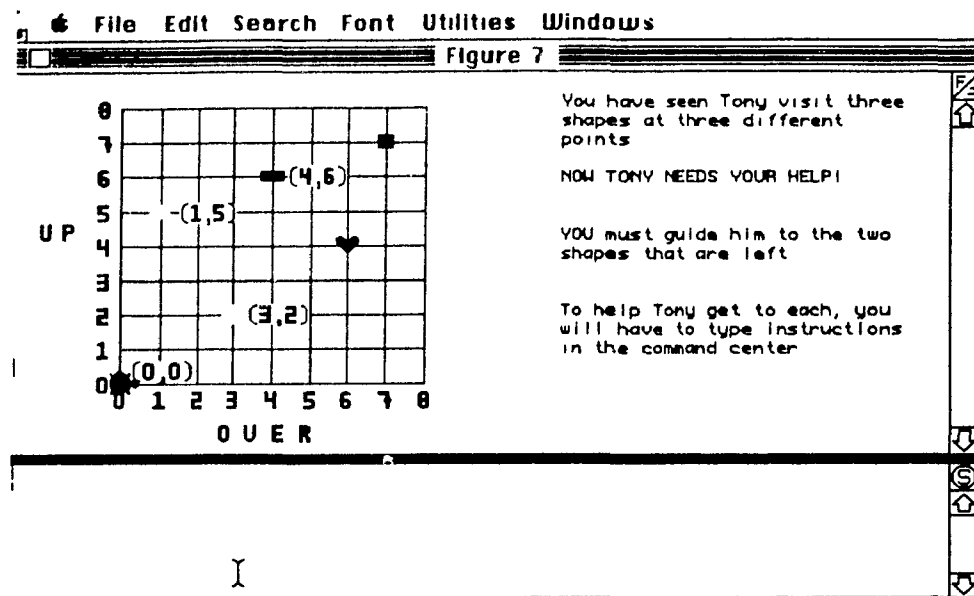 File Edit Search Font Utilities Windows
Figure 7
8
7
6
5
4
3
2
1
0
UP
(4,6)
(1,5)
(3,2)
(0,0)
0 1 2 3 4 5 6 7 8
OVER
You have seen Tony visit three
shapes at three different
points
NOW TONY NEEDS YOUR HELP!
YOU must guide him to the two
shapes that are left
To help Tony get to each, you
will have to type instructions
in the command center
F
S